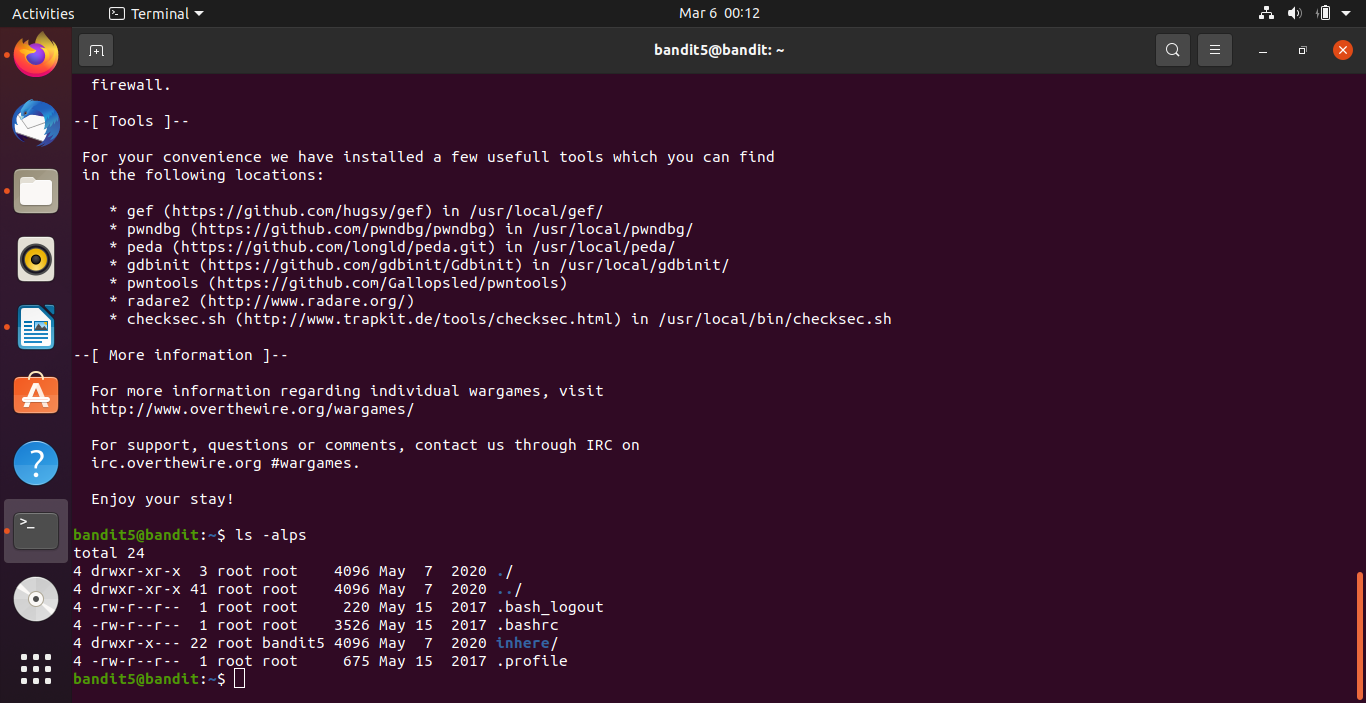 Activities Terminal Mar 6 00:12
bandit5@bandit: ~
firewall.
--[ Tools ]--
For your convenience we have installed a few usefull tools which you can find
in the following locations:
* gef (https://github.com/hugsy/gef) in /usr/local/gef/
* pwndbg (https://github.com/pwndbg/pwndbg) in /usr/local/pwndbg/
* peda (https://github.com/longld/peda.git) in /usr/local/peda/
* gdbinit (https://github.com/gdbinit/Gdbinit) in /usr/local/gdbinit/
* pwntools (https://github.com/Gallopsled/pwntools)
* radare2 (http://www.radare.org/)
* checksec.sh (http://www.trapkit.de/tools/checksec.html) in /usr/local/bin/checksec.sh
--[ More information ]--
For more information regarding individual wargames, visit
http://www.overthewire.org/wargames/
For support, questions or comments, contact us through IRC on
irc.overthewire.org #wargames.
Enjoy your stay!
bandit5@bandit:~$ ls -alps
total 24
4 drwxr-xr-x  3 root root    4096 May  7  2020 ./
4 drwxr-xr-x 41 root root    4096 May  7  2020 ../
4 -rw-r--r--  1 root root     220 May 15  2017 .bash_logout
4 -rw-r--r--  1 root root    3526 May 15  2017 .bashrc
4 drwxr-x--- 22 root bandit5 4096 May  7  2020 inhere/
4 -rw-r--r--  1 root root     675 May 15  2017 .profile
bandit5@bandit:~$